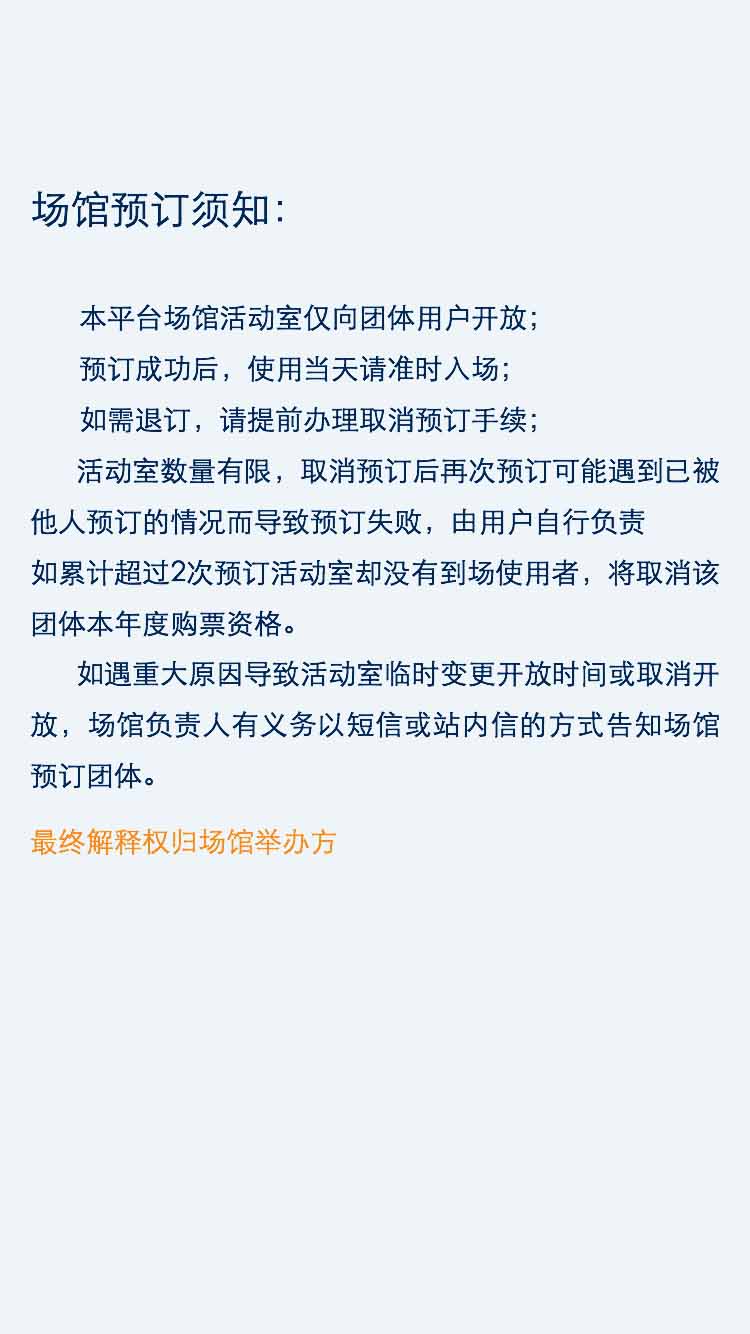 场馆预订须知：
本平台场馆活动室仅向团体用户开放；
预订成功后，使用当天请准时入场；
如需退订，请提前办理取消预订手续；
活动室数量有限，取消预订后再次预订可能遇到已被
他人预订的情况而导致预订失败，由用户自行负责
如累计超过2次预订活动室却没有到场使用者，将取消该
团体本年度购票资格。
如遇重大原因导致活动室临时变更开放时间或取消开
放，场馆负责人有义务以短信或站内信的方式告知场馆
预订团体。
最终解释权归场馆举办方